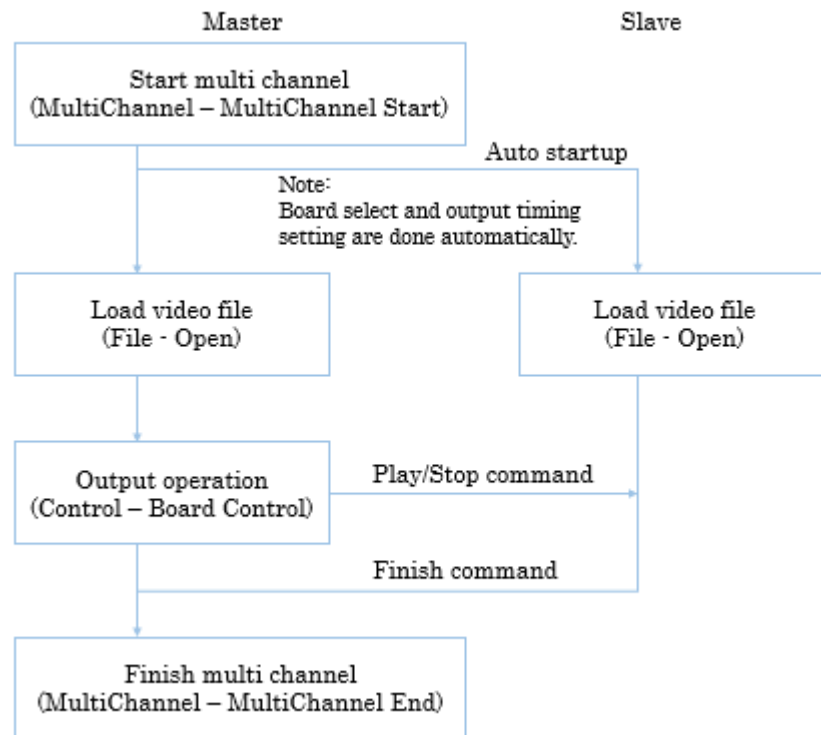 Master
Slave
Start multi channel
(MultiChannel – MultiChannel Start)
Auto startup
Note:
Board select and output timing
setting are done automatically.
Load video file
(File - Open)
Load video file
(File - Open)
Output operation
(Control – Board Control)
Play/Stop command
Finish command
Finish multi channel
(MultiChannel – MultiChannel End)